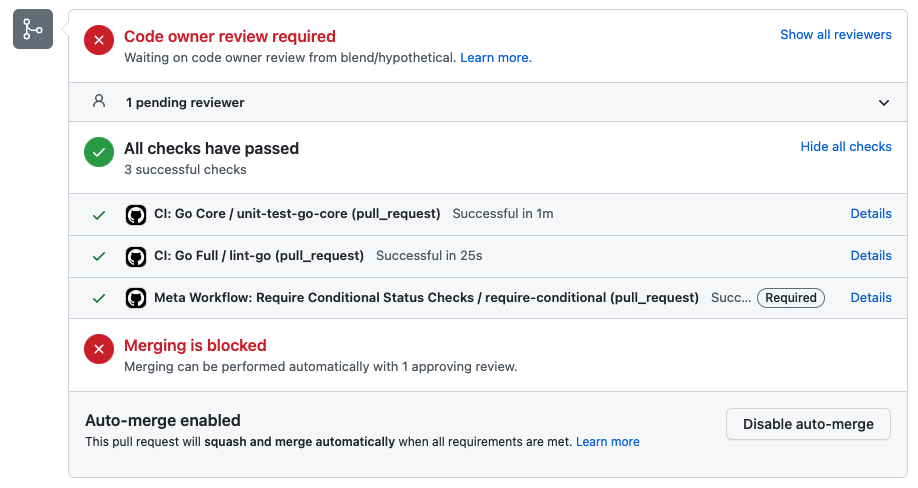 Code owner review required
Show all reviewers
Waiting on code owner review from blend/hypothetical. Learn more.
1 pending reviewer
All checks have passed
Hide all checks
3 successful checks
CI: Go Core / unit-test-go-core (pull_request) Successful in 1m Details
CI: Go Full / lint-go (pull_request) Successful in 25s Details
Meta Workflow: Require Conditional Status Checks / require-conditional (pull_request) Succ... Required Details
Merging is blocked
Merging can be performed automatically with 1 approving review.
Auto-merge enabled
Disable auto-merge
This pull request will squash and merge automatically when all requirements are met. Learn more